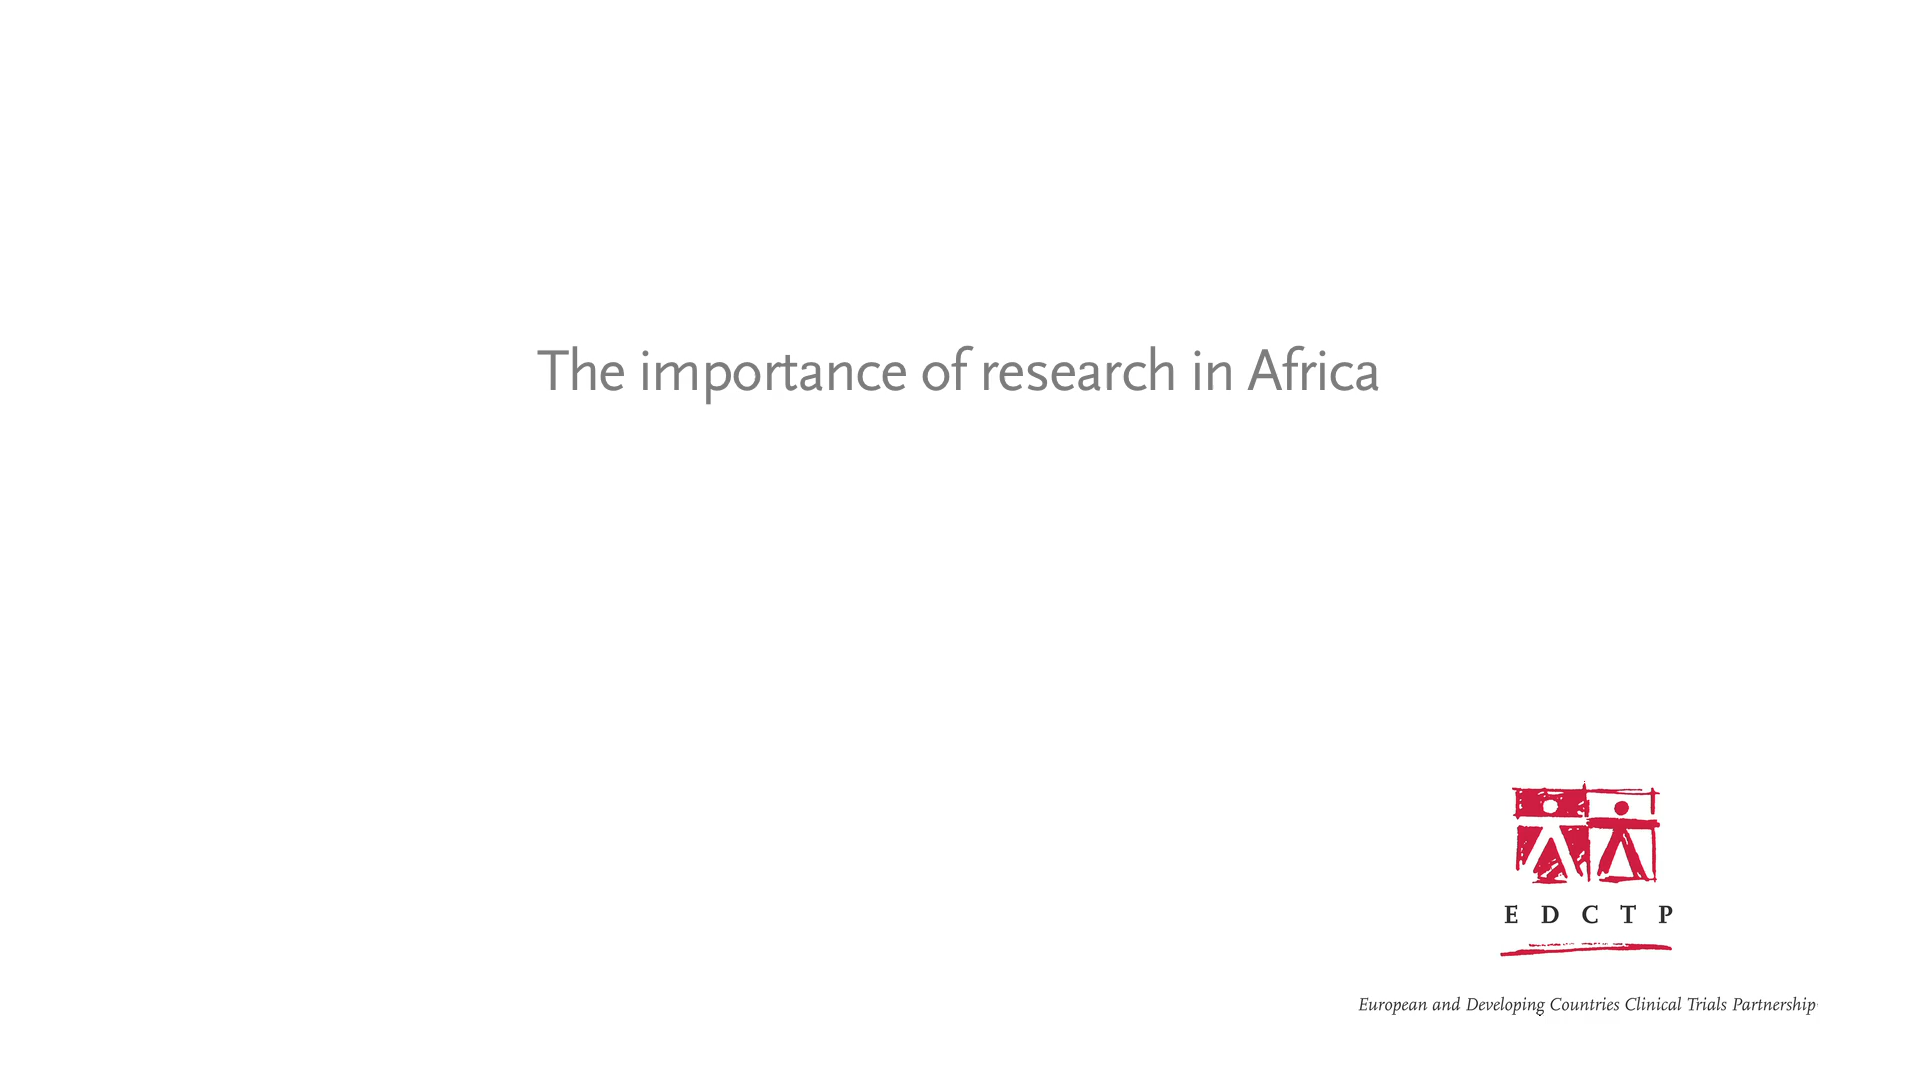 The importance of research in Africa
E D C T P
European and Developing Countries Clinical Trials Partnership